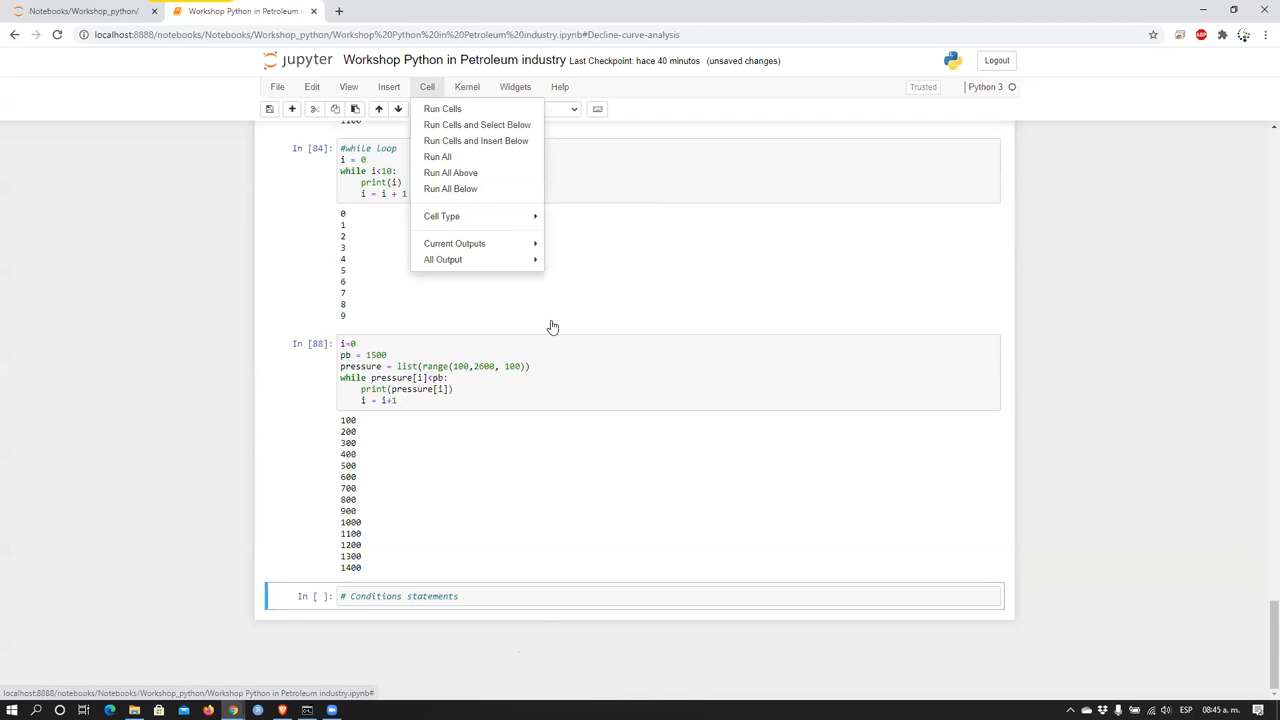 Notebooks/Workshop_python/
Workshop Python in Petroleum in
localhost:8888/notebooks/Notebooks/Workshop_python/Workshop%20Python%20in%20Petroleum%20industry.ipynb#Decline-curve-analysis
ABP
jupyter Workshop Python in Petroleum industry Last Checkpoint: hace 40 minutos (unsaved changes)
Logout
File Edit View Insert Cell Kernel Widgets Help
Trusted Python 3
Run Cells
Run Cells and Select Below
Run Cells and Insert Below
Run All
Run All Above
Run All Below
Cell Type
Current Outputs
All Output
1100
In [84]: #while loop
i = 0
while i<10:
print(i)
i = i + 1
0
1
2
3
4
5
6
7
8
9
In [88]: i=0
pb = 1500
pressure = list(range(100,2600, 100))
while pressure[i]<pb:
print(pressure[i])
i = i+1
100
200
300
400
500
600
700
800
900
1000
1100
1200
1300
1400
In [ ]: # Conditions statements
localhost:8888/notebooks/Notebooks/Workshop_python/Workshop Python in Petroleum industry.ipynb#
ESP 08:45 a. m.